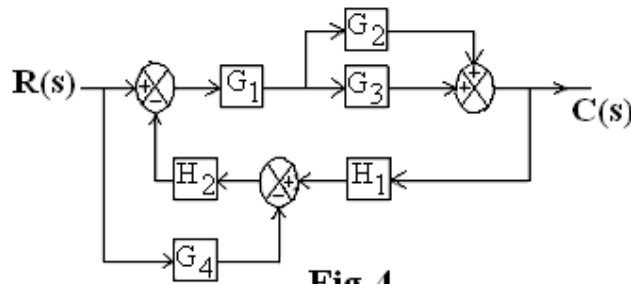 G2
R(s) + − G1 G3 + + C(s)
H2 + − H1
G4
Fig 4